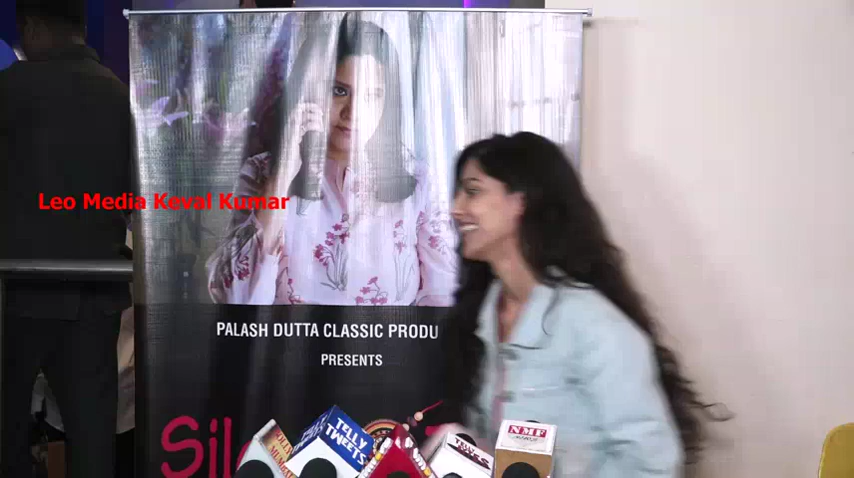 Leo Media Keval Kumar
PALASH DUTTA CLASSIC PRODU
PRESENTS
Sil
TELLY
TWEETS
NMF